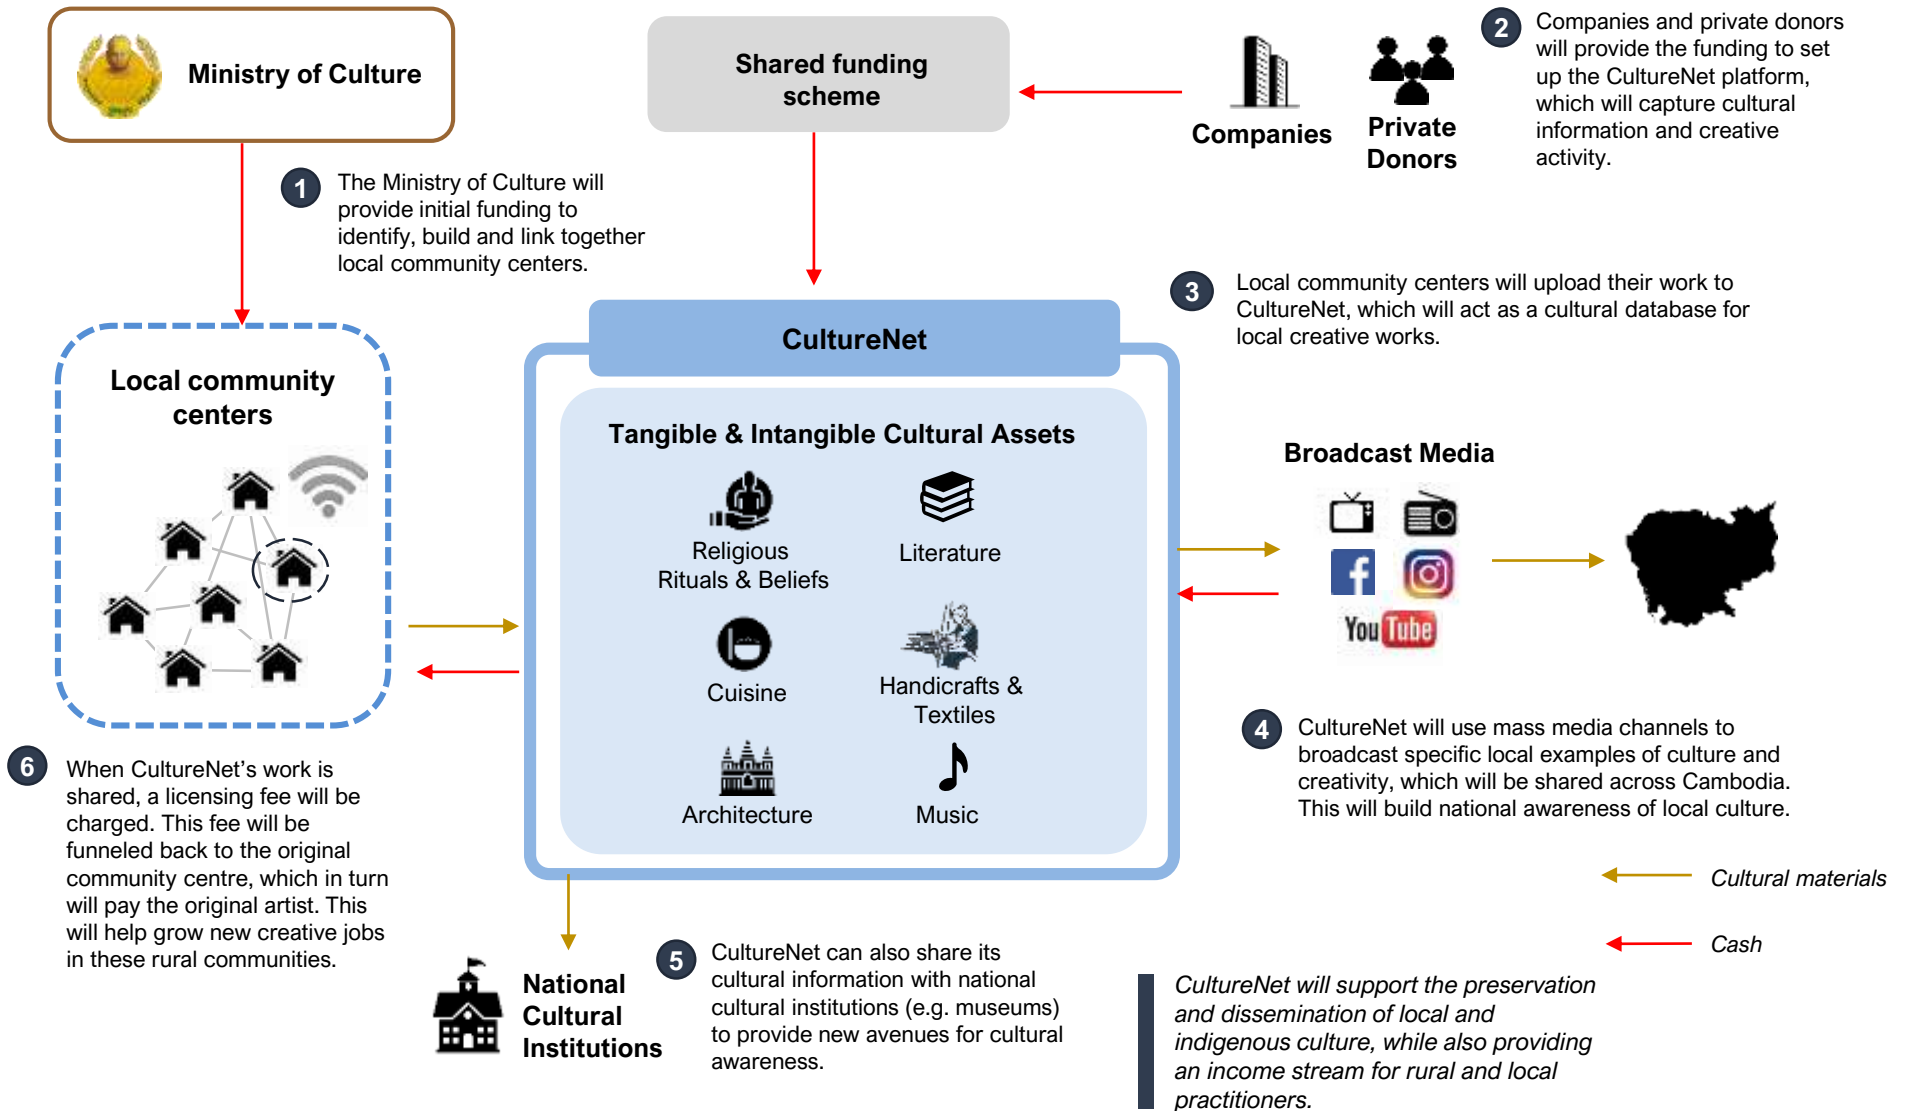 Ministry of Culture
Shared funding
scheme
Companies
Private
Donors
2
Companies and private donors
will provide the funding to set
up the CultureNet platform,
which will capture cultural
information and creative
activity.
1
The Ministry of Culture will
provide initial funding to
identify, build and link together
local community centers.
3
Local community centers will upload their work to
CultureNet, which will act as a cultural database for
local creative works.
CultureNet
Local community
centers
Tangible & Intangible Cultural Assets
Religious
Rituals & Beliefs
Literature
Cuisine
Handicrafts &
Textiles
Architecture
Music
Broadcast Media
f
You Tube
4
CultureNet will use mass media channels to
broadcast specific local examples of culture and
creativity, which will be shared across Cambodia.
This will build national awareness of local culture.
6
When CultureNet’s work is
shared, a licensing fee will be
charged. This fee will be
funneled back to the original
community centre, which in turn
will pay the original artist. This
will help grow new creative jobs
in these rural communities.
National
Cultural
Institutions
5
CultureNet can also share its
cultural information with national
cultural institutions (e.g. museums)
to provide new avenues for cultural
awareness.
Cultural materials
Cash
CultureNet will support the preservation
and dissemination of local and
indigenous culture, while also providing
an income stream for rural and local
practitioners.